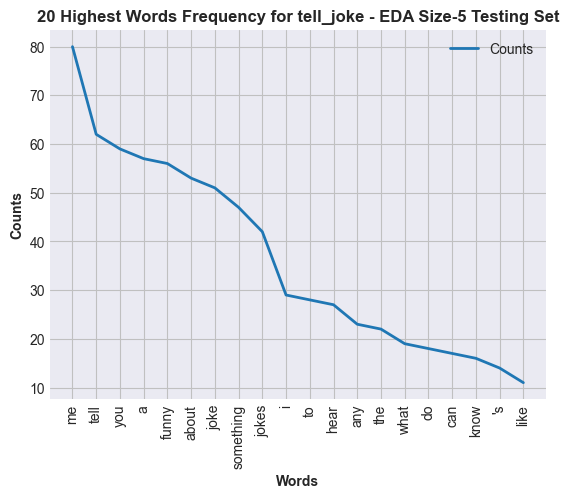 20 Highest Words Frequency for tell_joke - EDA Size-5 Testing Set
Counts
80
70
60
50
40
30
20
10
Counts
me
tell
you
a
funny
about
joke
something
jokes
i
to
hear
any
the
what
do
can
know
's
like
Words